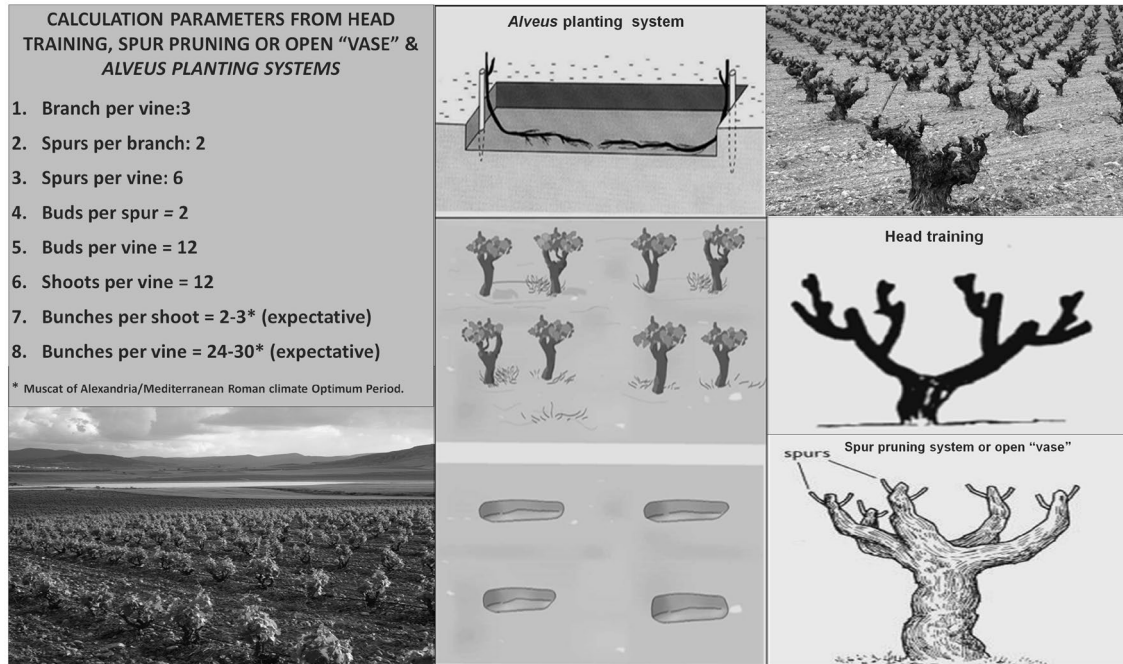 CALCULATION PARAMETERS FROM HEAD
TRAINING, SPUR PRUNING OR OPEN “VASE” &
ALVEUS PLANTING SYSTEMS
1. Branch per vine:3
2. Spurs per branch: 2
3. Spurs per vine: 6
4. Buds per spur = 2
5. Buds per vine = 12
6. Shoots per vine = 12
7. Bunches per shoot = 2-3* (expectative)
8. Bunches per vine = 24-30* (expectative)
* Muscat of Alexandria/Mediterranean Roman climate Optimum Period.
Alveus planting system
Head training
Spur pruning system or open “vase”
spurs